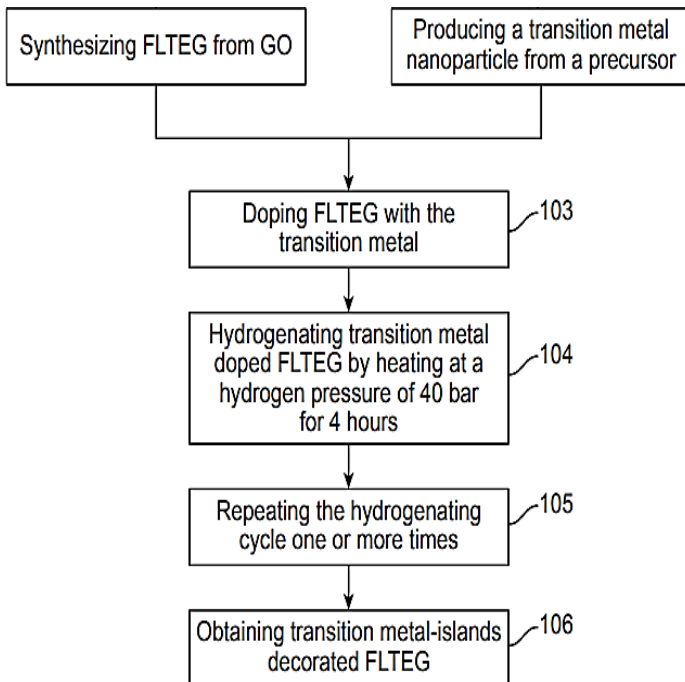 Synthesizing FLTEG from GO
Producing a transition metal
nanoparticle from a precursor
Doping FLTEG with the
transition metal
103
Hydrogenating transition metal
doped FLTEG by heating at a
hydrogen pressure of 40 bar
for 4 hours
104
Repeating the hydrogenating
cycle one or more times
105
Obtaining transition metal-islands
decorated FLTEG
106